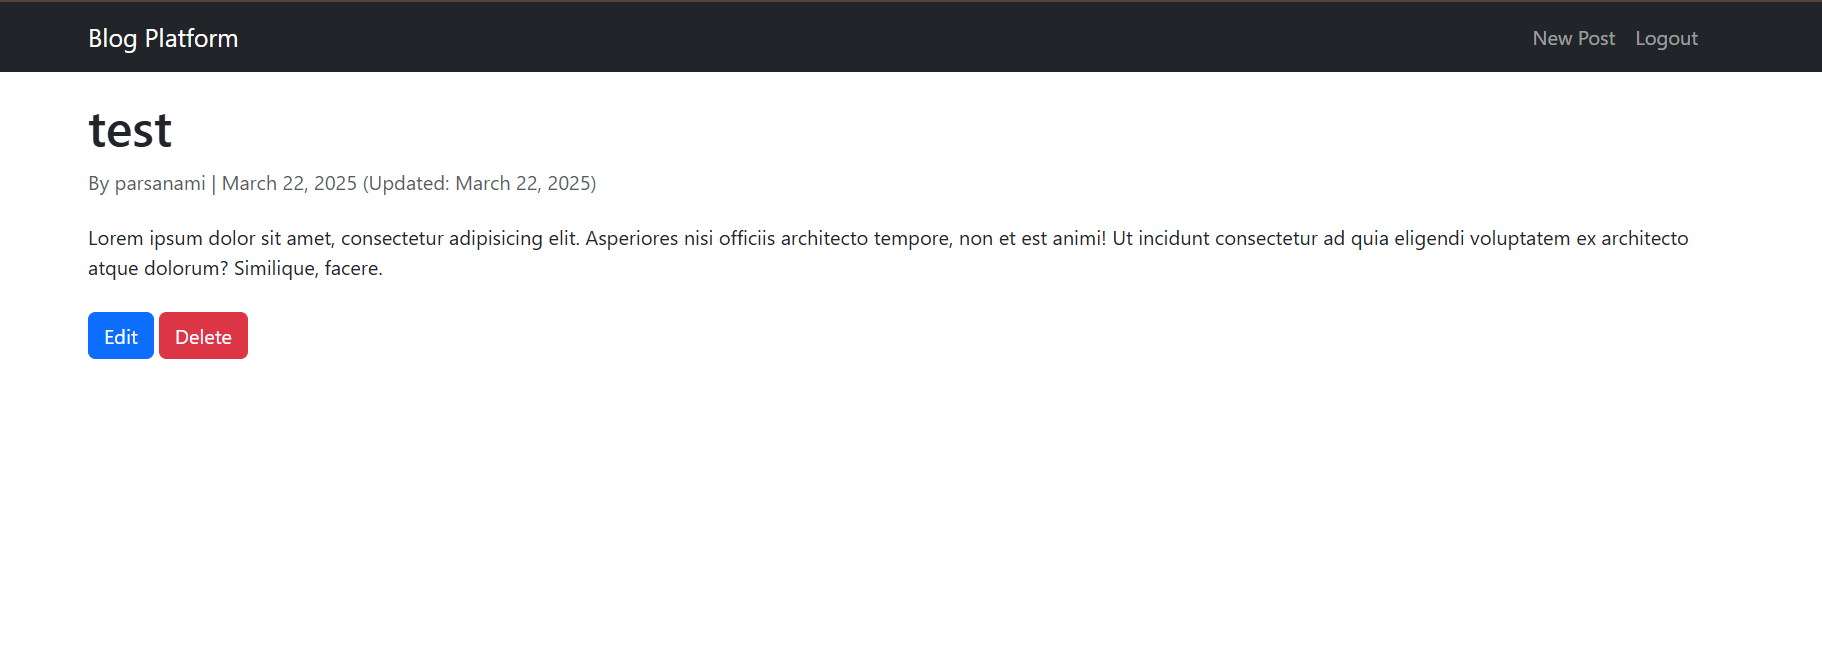 Blog Platform
New Post
Logout
test
By parsanami | March 22, 2025 (Updated: March 22, 2025)
Lorem ipsum dolor sit amet, consectetur adipisicing elit. Asperiores nisi officiis architecto tempore, non et est animi! Ut incidunt consectetur ad quia eligendi voluptatem ex architecto
atque dolorum? Similique, facere.
Edit
Delete